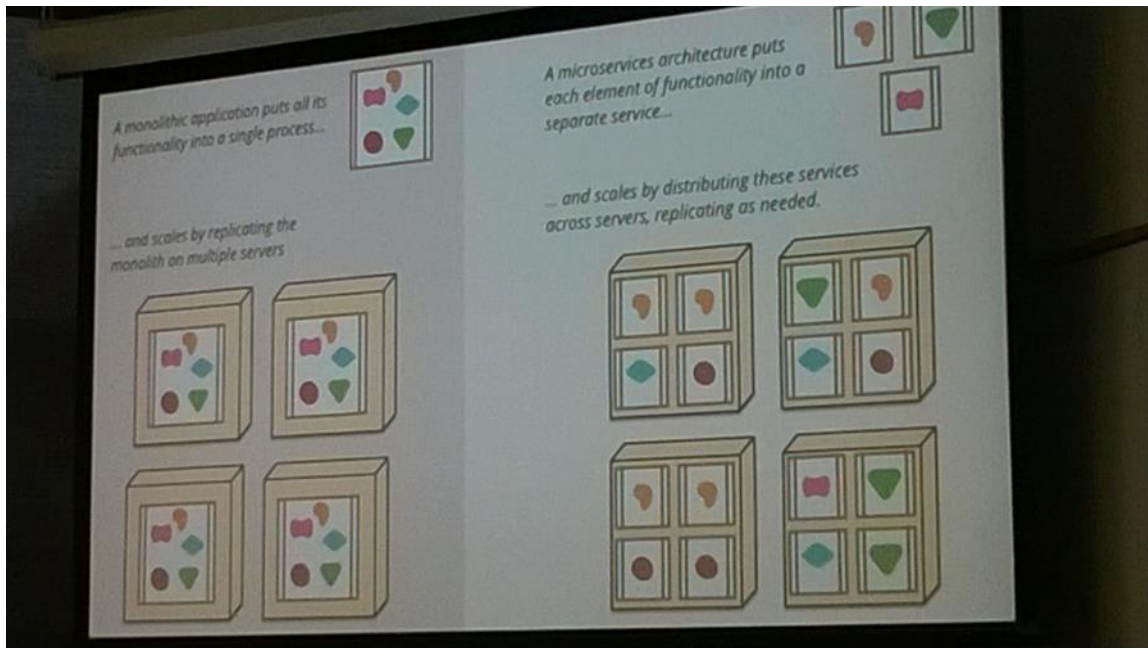 A monolithic application puts all its
functionality into a single process...
... and scales by replicating the
monolith on multiple servers
A microservices architecture puts
each element of functionality into a
separate service...
... and scales by distributing these services
across servers, replicating as needed.